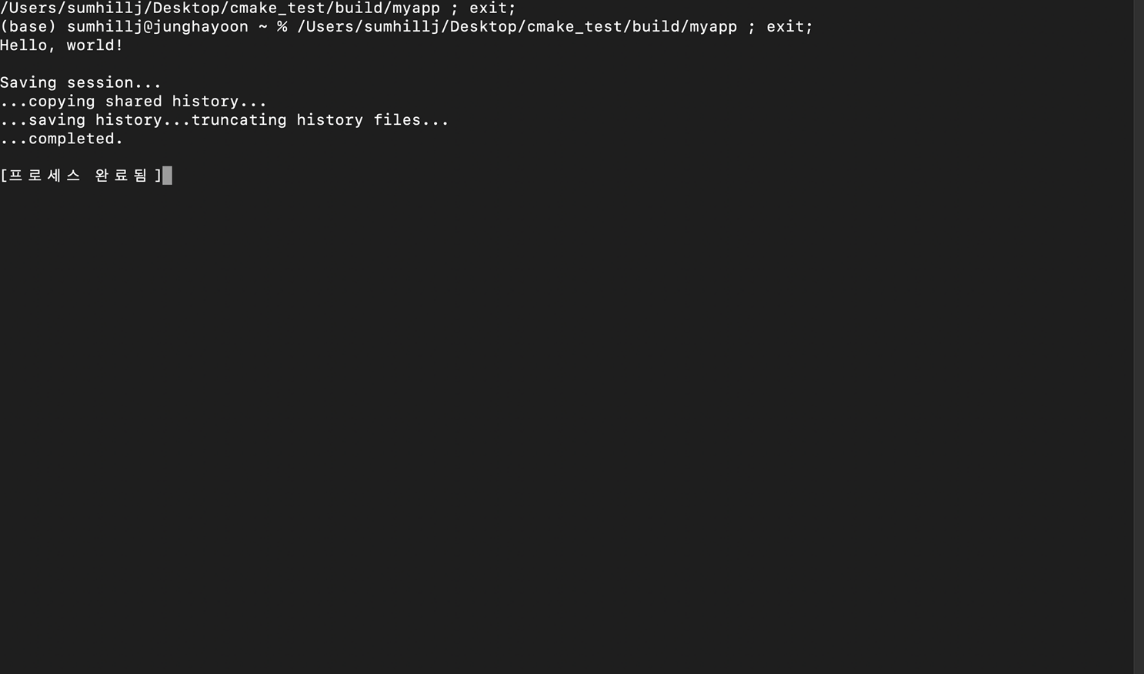 /Users/sumhillj/Desktop/cmake_test/build/myapp ; exit;
(base) sumhillj@junghayoon ~ % /Users/sumhillj/Desktop/cmake_test/build/myapp ; exit;
Hello, world!
Saving session...
...copying shared history...
...saving history...truncating history files...
...completed.
[프로세스 완료됨]